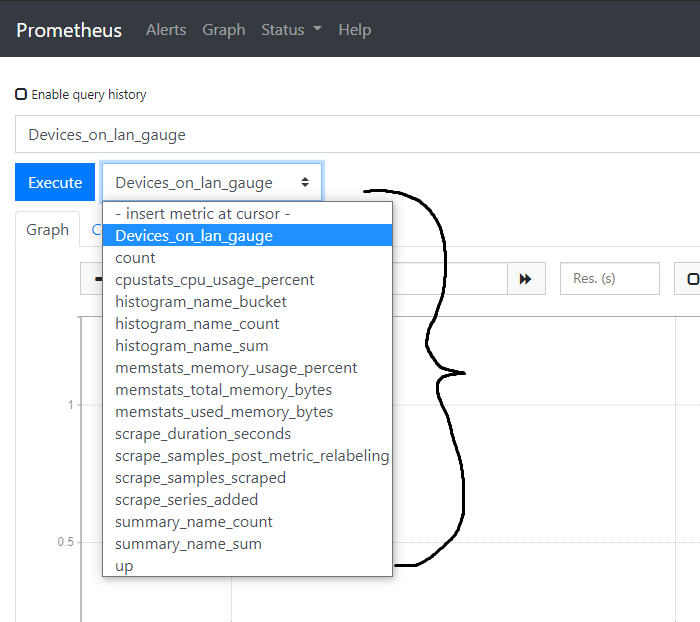 Prometheus Alerts Graph Status Help
Enable query history
Devices_on_lan_gauge
Execute Devices_on_lan_gauge
- insert metric at cursor -
Graph C
Devices_on_lan_gauge
count
cpustats_cpu_usage_percent
Res. (s)
histogram_name_bucket
histogram_name_count
histogram_name_sum
memstats_memory_usage_percent
memstats_total_memory_bytes
1
memstats_used_memory_bytes
scrape_duration_seconds
scrape_samples_post_metric_relabeling
scrape_samples_scraped
scrape_series_added
summary_name_count
summary_name_sum
0.5
up